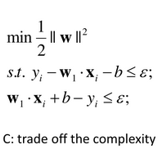 min 1/2 || w ||²
s.t. yᵢ − w₁ · xᵢ − b ≤ ε;
w₁ · xᵢ + b − yᵢ ≤ ε;
C: trade off the complexity